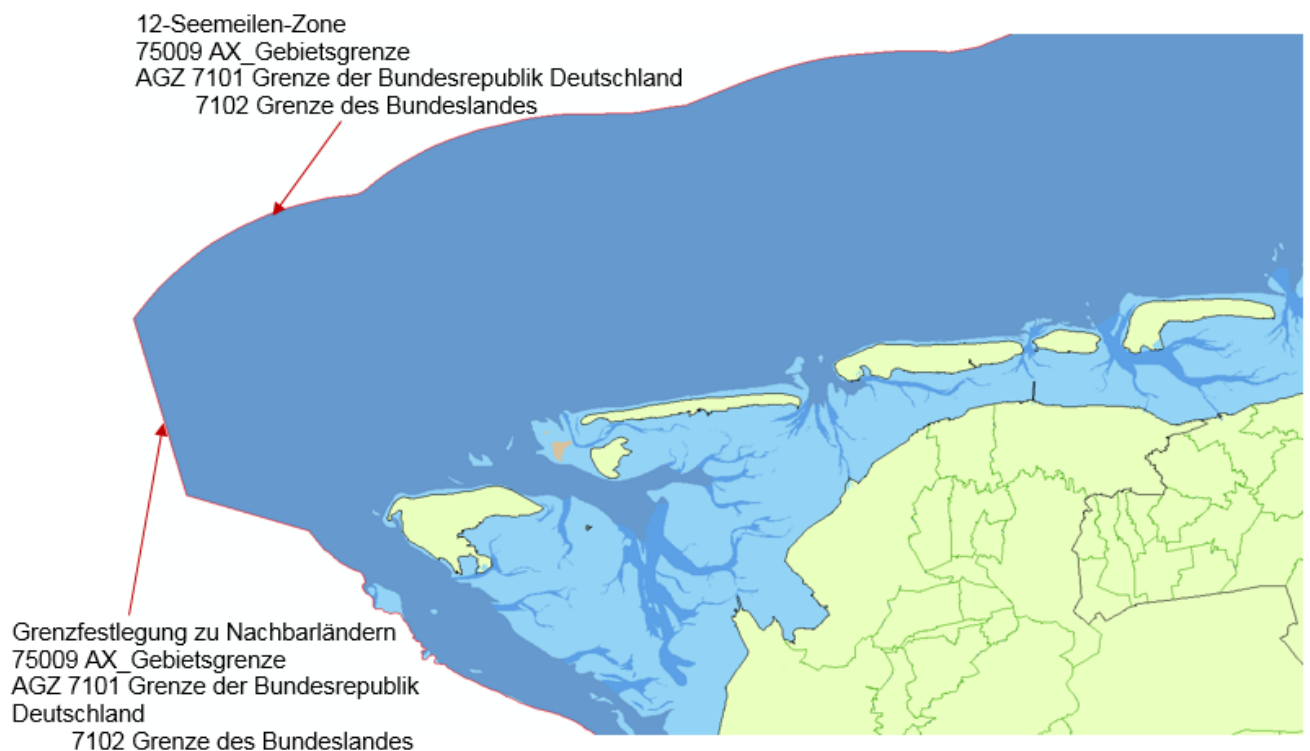 12-Seemeilen-Zone
75009 AX_Gebietsgrenze
AGZ 7101 Grenze der Bundesrepublik Deutschland
7102 Grenze des Bundeslandes
Grenzfestlegung zu Nachbarländern
75009 AX_Gebietsgrenze
AGZ 7101 Grenze der Bundesrepublik
Deutschland
7102 Grenze des Bundeslandes